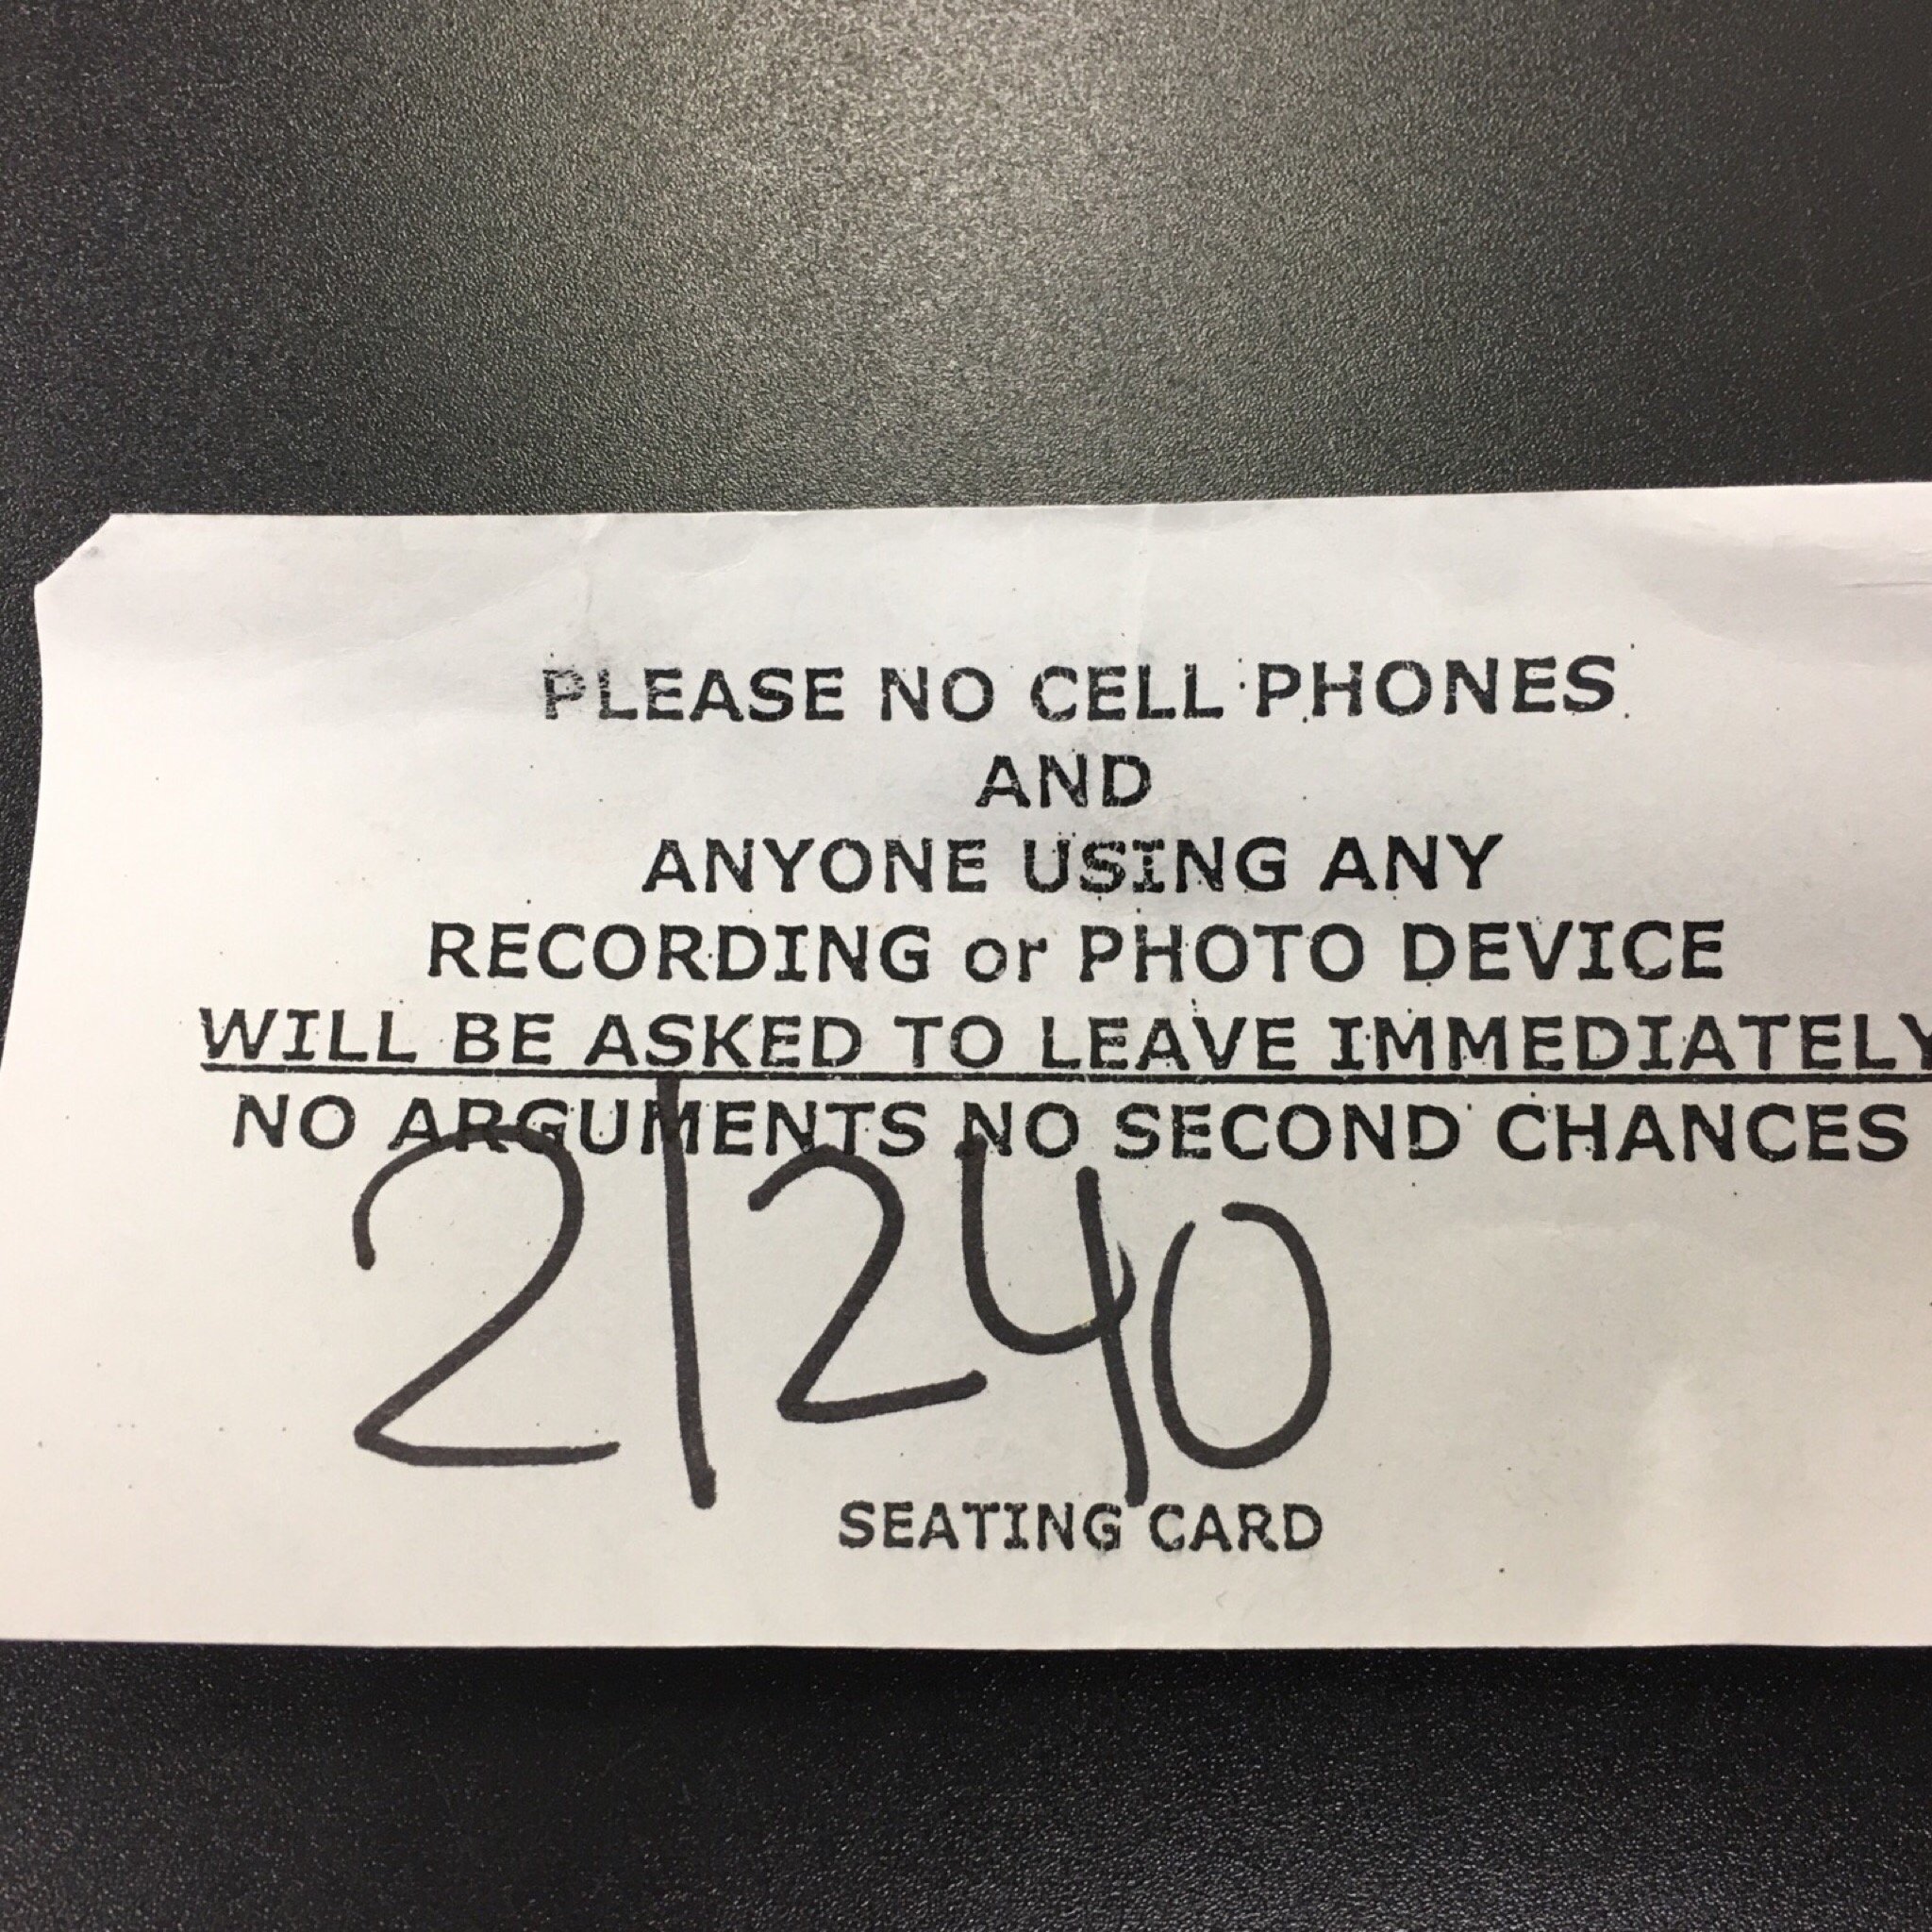 PLEASE NO CELL PHONES
AND
ANYONE USING ANY
RECORDING or PHOTO DEVICE
WILL BE ASKED TO LEAVE IMMEDIATELY
NO ARGUMENTS NO SECOND CHANCES
2/240
SEATING CARD